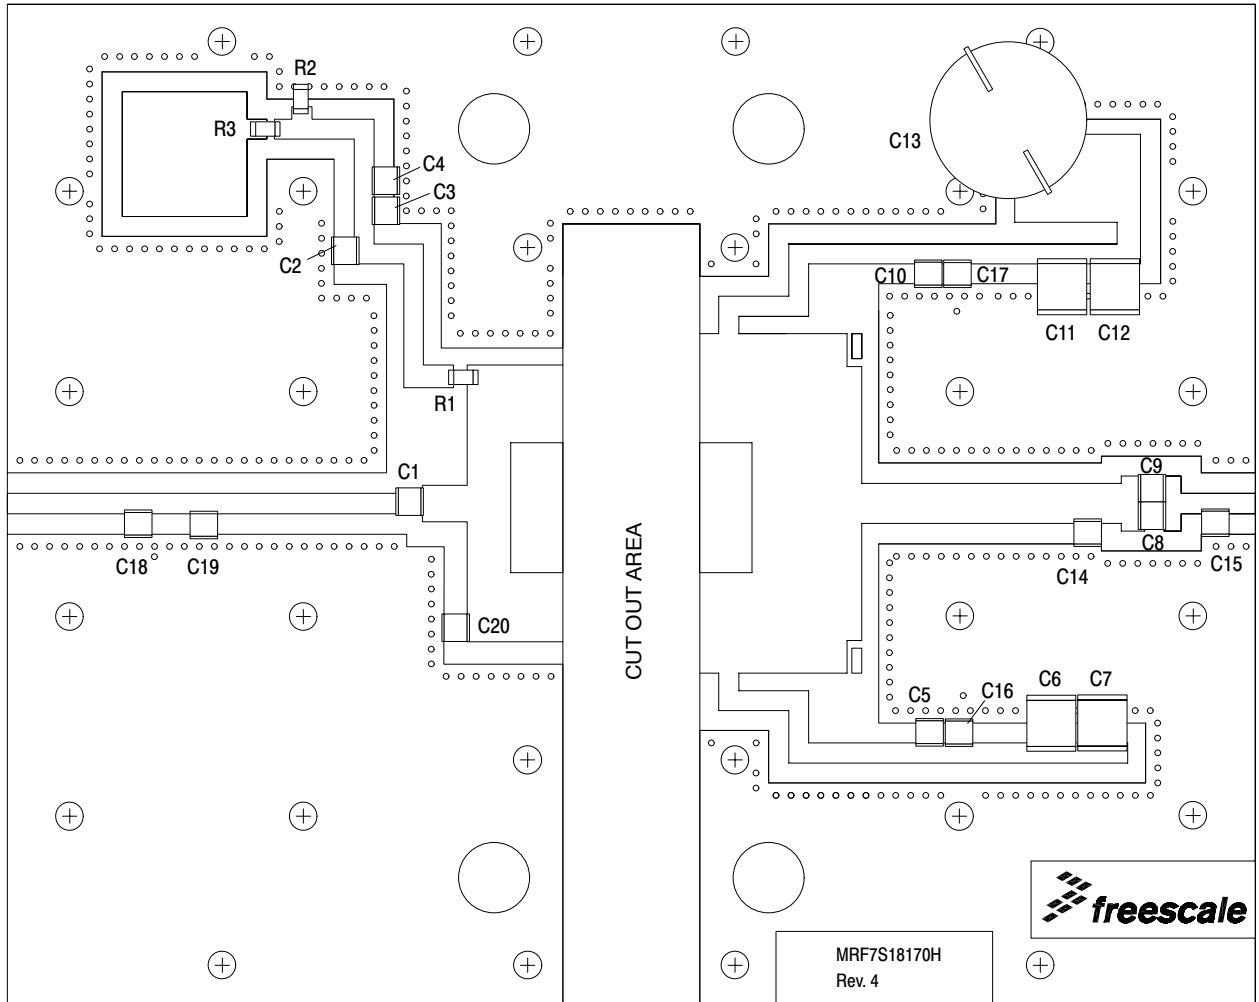 R2
R3
C13
C4
C3
C2
C10
C17
C11
C12
R1
C9
C1
C8
C18
C19
C14
C15
C20
CUT OUT AREA
C5
C16
C6
C7
freescale
MRF7S18170H
Rev. 4